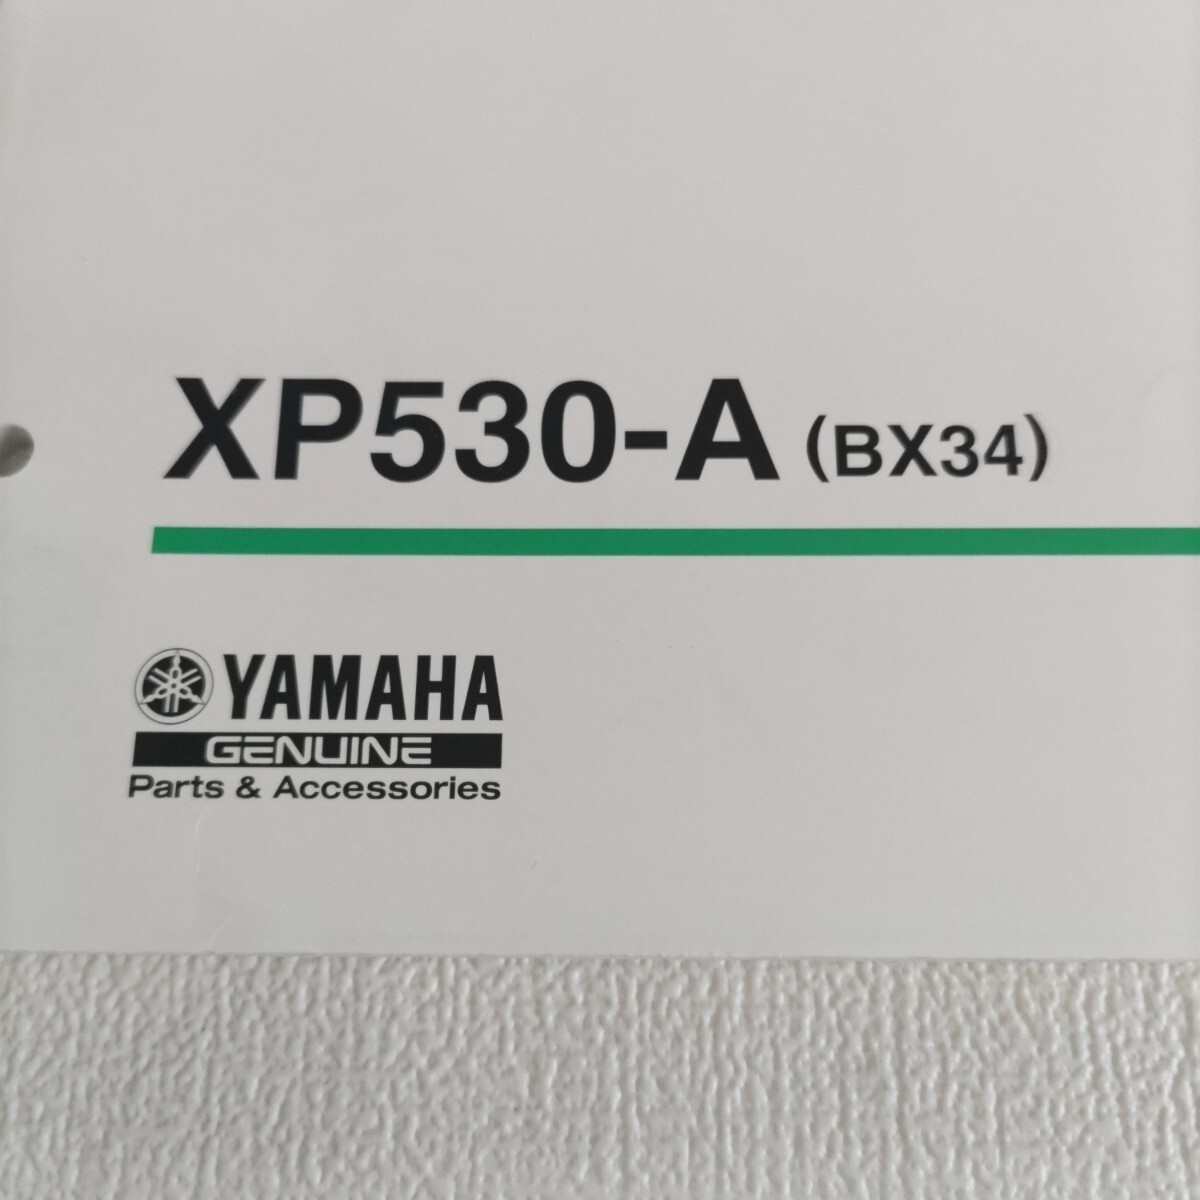 XP530-A (BX34)
YAMAHA
GENUINE
Parts & Accessories